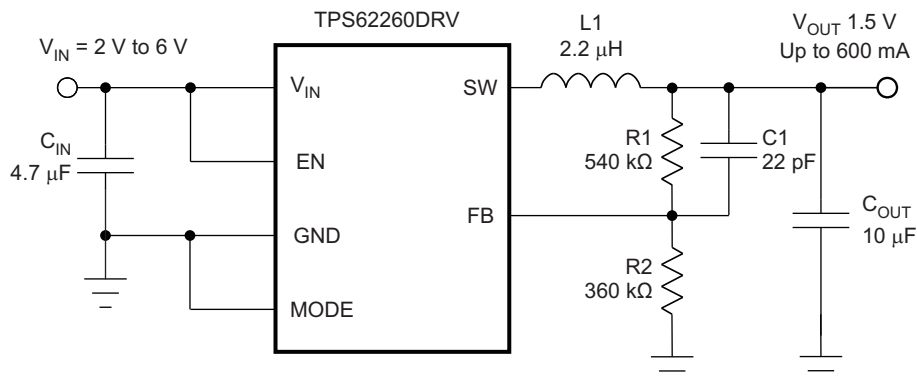 TPS62260DRV
V_IN = 2 V to 6 V
L1
2.2 μH
V_OUT 1.5 V
Up to 600 mA
V_IN
SW
C_IN
4.7 μF
EN
R1
540 kΩ
C1
22 pF
FB
GND
C_OUT
10 μF
R2
360 kΩ
MODE